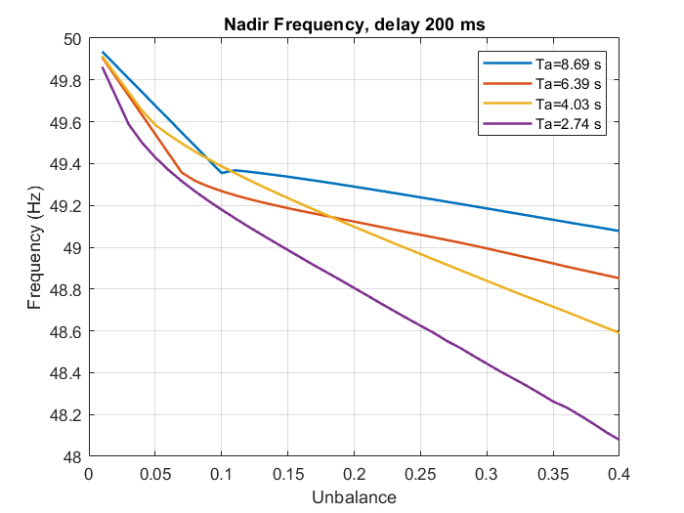 Nadir Frequency, delay 200 ms
Ta=8.69 s
Ta=6.39 s
Ta=4.03 s
Ta=2.74 s
50
49.8
49.6
49.4
49.2
49
48.8
48.6
48.4
48.2
48
Frequency (Hz)
0 0.05 0.1 0.15 0.2 0.25 0.3 0.35 0.4
Unbalance